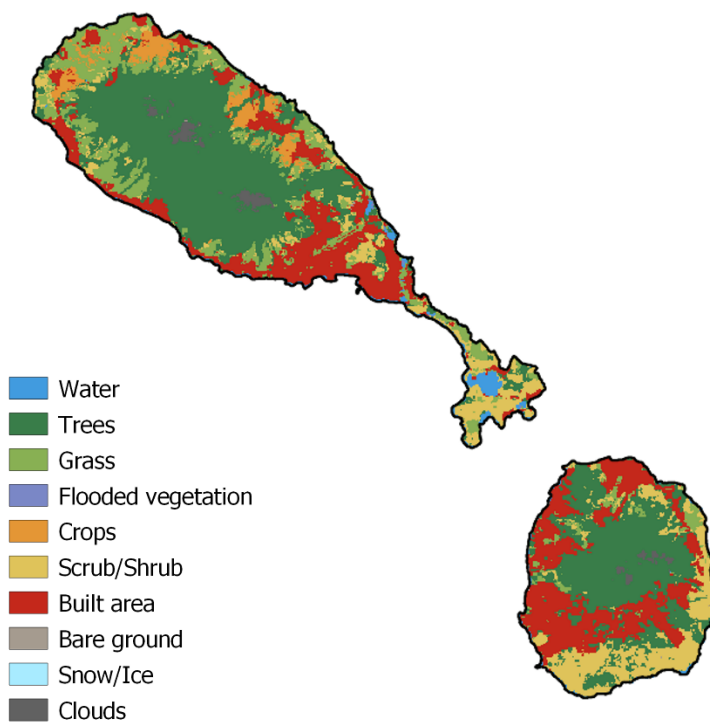 Water
Trees
Grass
Flooded vegetation
Crops
Scrub/Shrub
Built area
Bare ground
Snow/Ice
Clouds